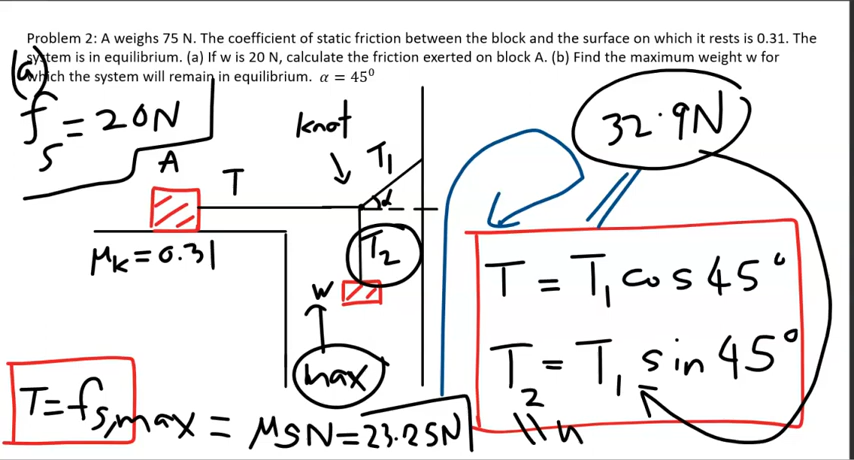 Problem 2: A weighs 75 N. The coefficient of static friction between the block and the surface on which it rests is 0.31. The
system is in equilibrium. (a) If w is 20 N, calculate the friction exerted on block A. (b) Find the maximum weight w for
which the system will remain in equilibrium. α = 45⁰
(a)
fs = 20N
knot
32.9N
A
T
T₁
α
μK = 0.31
T₂
w
max
T = T₁ cos 45°
T₂ = T₁ sin 45°
T = fs,max = μSN = 23.25N